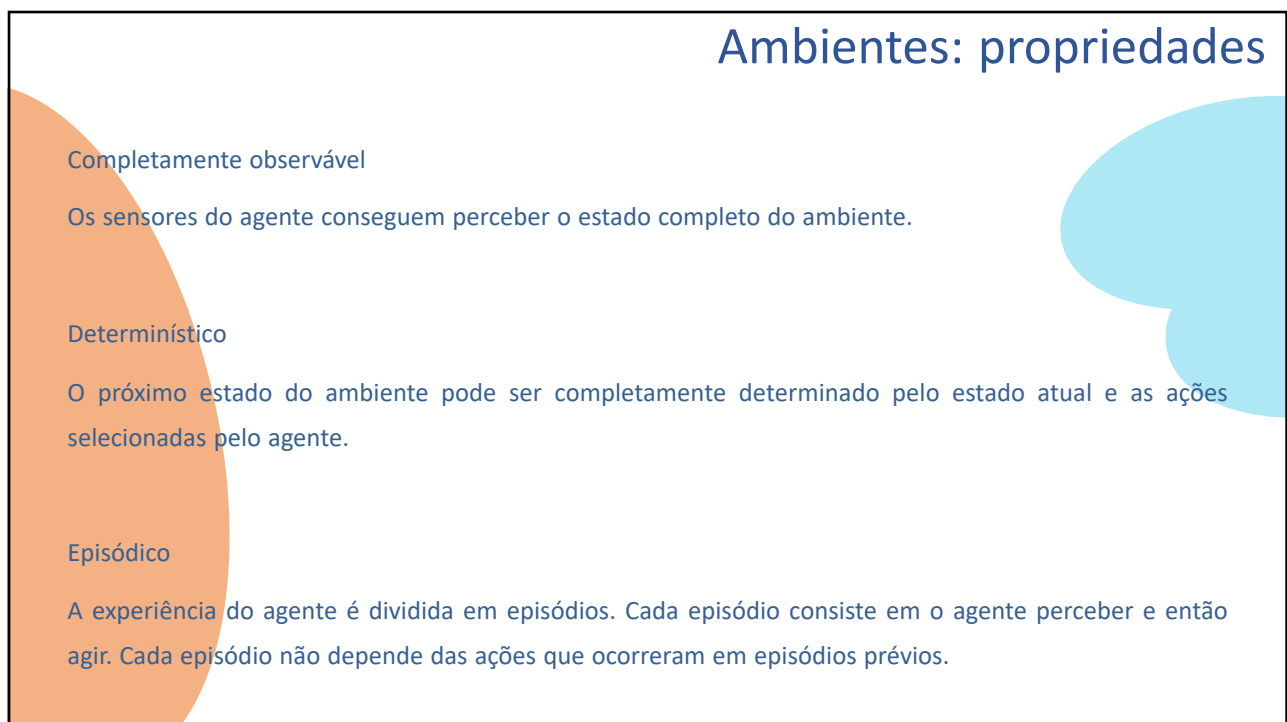 Ambientes: propriedades
Completamente observável
Os sensores do agente conseguem perceber o estado completo do ambiente.
Determinístico
O próximo estado do ambiente pode ser completamente determinado pelo estado atual e as ações
selecionadas pelo agente.
Episódico
A experiência do agente é dividida em episódios. Cada episódio consiste em o agente perceber e então
agir. Cada episódio não depende das ações que ocorreram em episódios prévios.